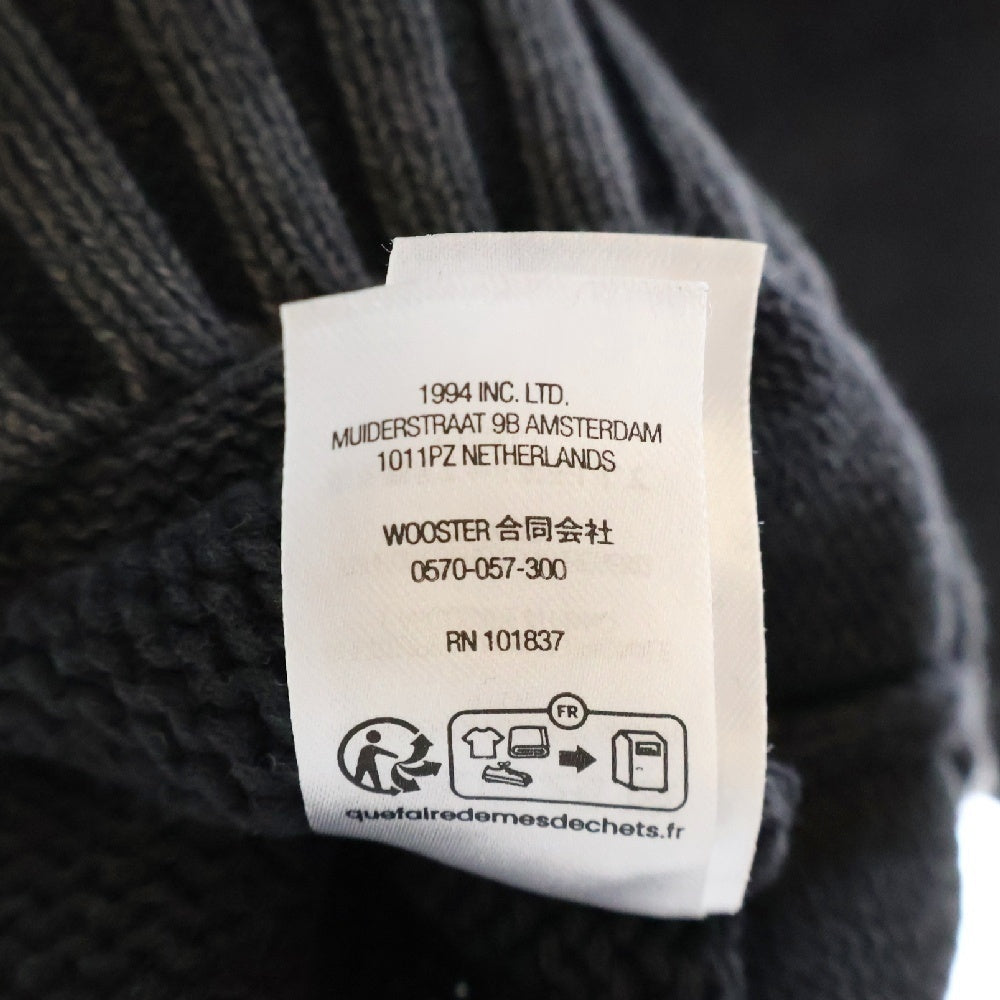 1994 INC. LTD.
MUIDERSTRAAT 9B AMSTERDAM
1011PZ NETHERLANDS
WOOSTER 合同会社
0570-057-300
RN 101837
FR
quefairedemesdechets.fr